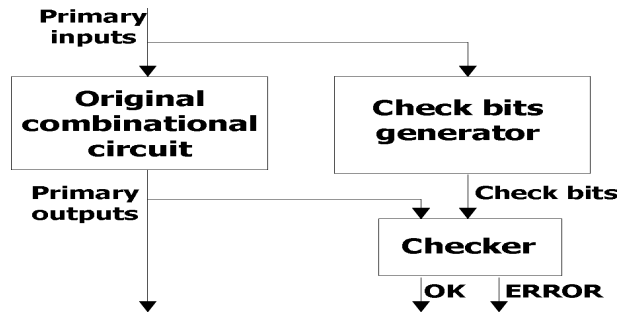 Primary
inputs
Original
combinational
circuit
Check bits
generator
Primary
outputs
Check bits
Checker
OK
ERROR